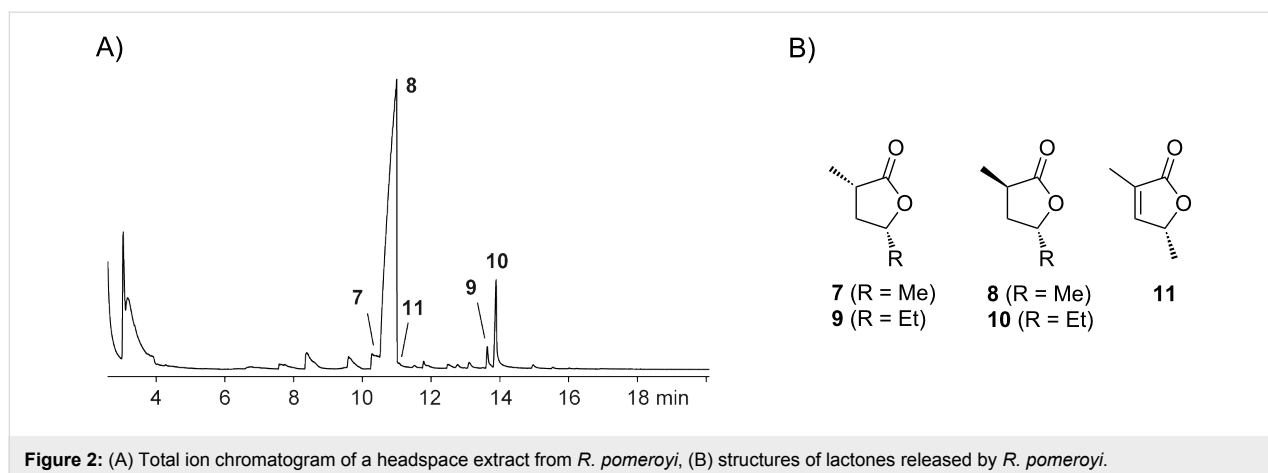 A)
B)
8
7
11
9
10
4 6 8 10 12 14 16 18 min
O
O
R
7 (R = Me)
9 (R = Et)
O
O
R
8 (R = Me)
10 (R = Et)
O
O
11
Figure 2: (A) Total ion chromatogram of a headspace extract from R. pomeroyi, (B) structures of lactones released by R. pomeroyi.